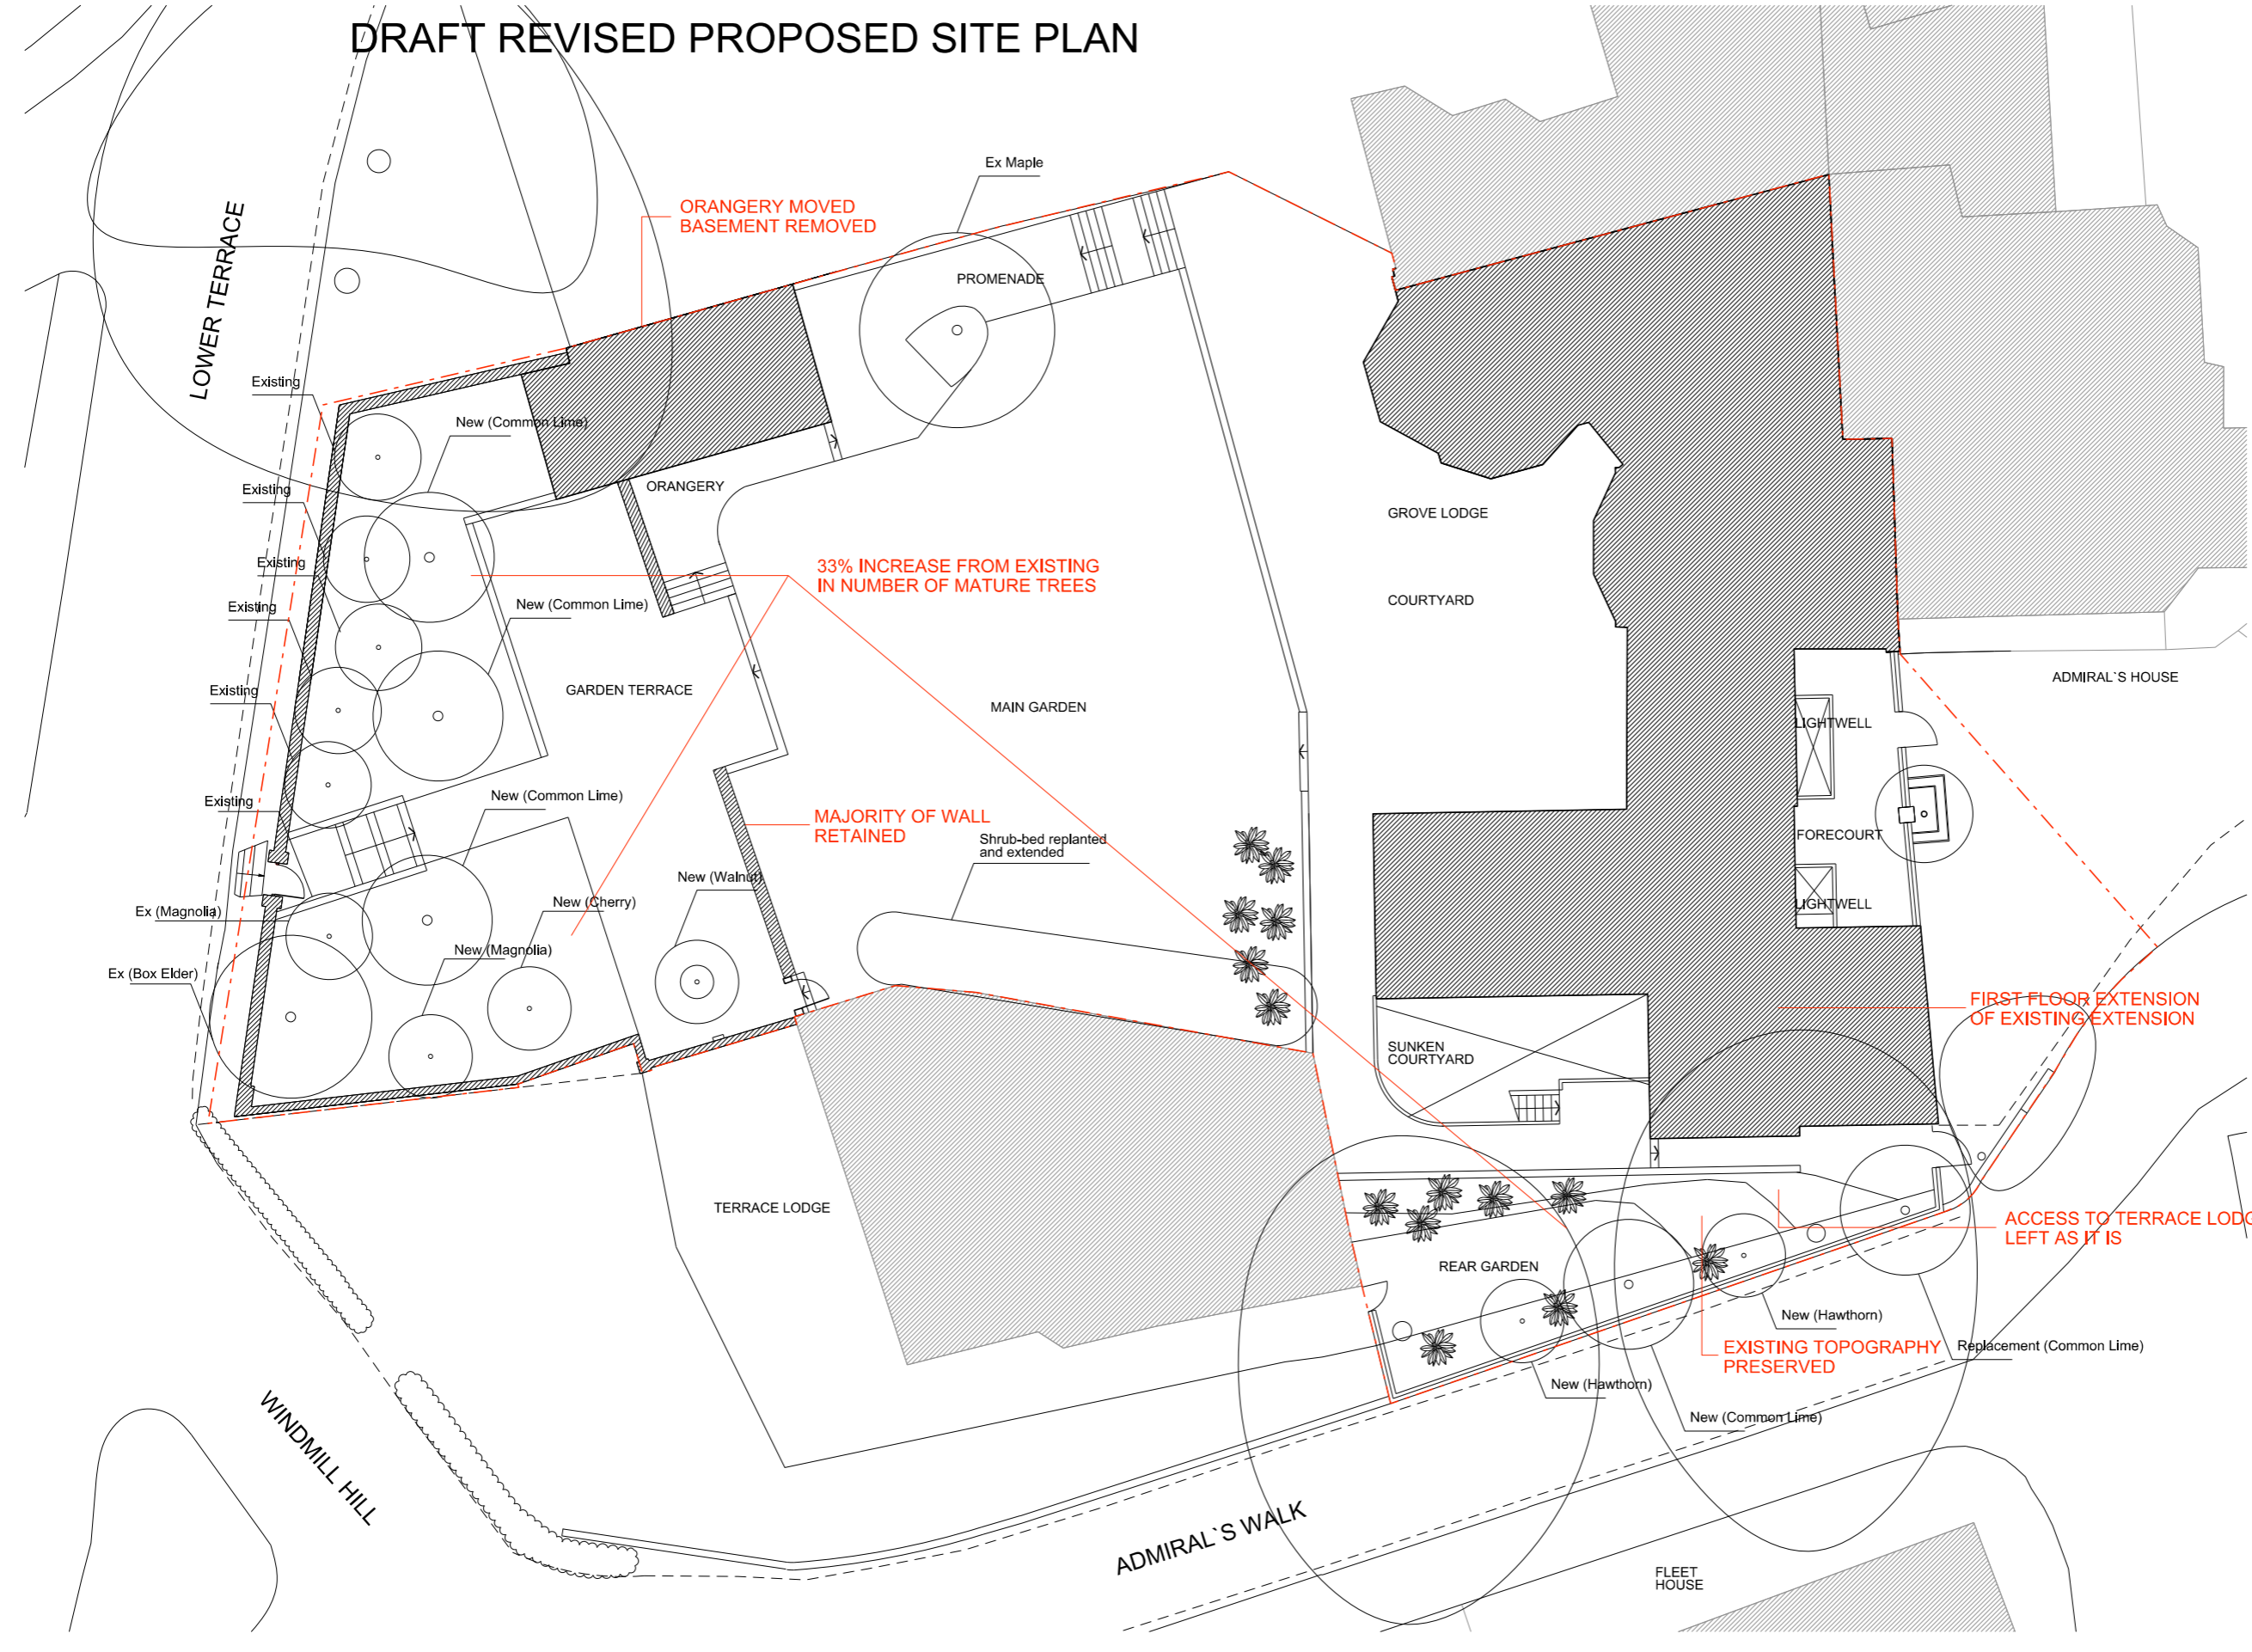 DRAFT REVISED PROPOSED SITE PLAN
Ex Maple
ORANGERY MOVED
BASEMENT REMOVED
LOWER TERRACE
PROMENADE
Existing
New (Common Lime)
Existing
ORANGERY
GROVE LODGE
Existing
33% INCREASE FROM EXISTING
IN NUMBER OF MATURE TREES
Existing
New (Common Lime)
COURTYARD
Existing
GARDEN TERRACE
MAIN GARDEN
ADMIRAL`S HOUSE
LIGHTWELL
Existing
New (Common Lime)
MAJORITY OF WALL
RETAINED
Shrub-bed replanted
and extended
FORECOURT
New (Walnut)
Ex (Magnolia)
New (Cherry)
LIGHTWELL
New (Magnolia)
Ex (Box Elder)
FIRST FLOOR EXTENSION
OF EXISTING EXTENSION
SUNKEN
COURTYARD
TERRACE LODGE
ACCESS TO TERRACE LODG
LEFT AS IT IS
REAR GARDEN
New (Hawthorn)
EXISTING TOPOGRAPHY
PRESERVED
Replacement (Common Lime)
New (Hawthorn)
New (Common Lime)
WINDMILL HILL
ADMIRAL`S WALK
FLEET
HOUSE